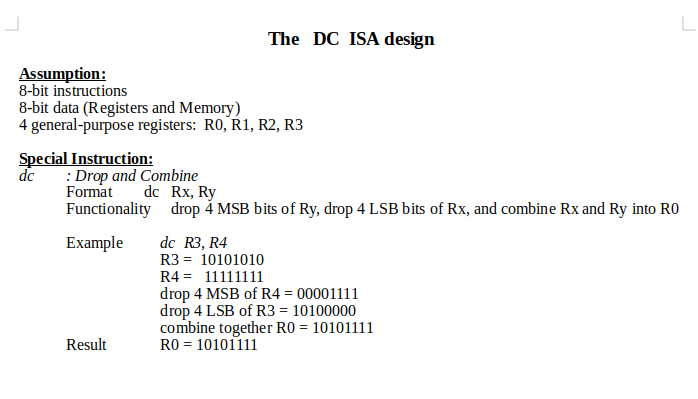 The DC ISA design
Assumption:
8-bit instructions
8-bit data (Registers and Memory)
4 general-purpose registers: R0, R1, R2, R3
Special Instruction:
dc : Drop and Combine
Format dc Rx, Ry
Functionality drop 4 MSB bits of Ry, drop 4 LSB bits of Rx, and combine Rx and Ry into R0
Example dc R3, R4
R3 = 10101010
R4 = 11111111
drop 4 MSB of R4 = 00001111
drop 4 LSB of R3 = 10100000
combine together R0 = 10101111
Result R0 = 10101111